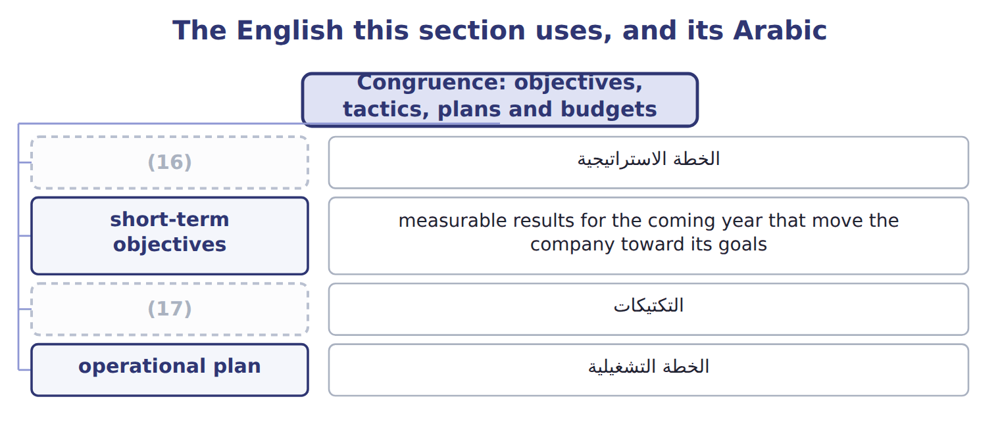 The English this section uses, and its Arabic
Congruence: objectives,
tactics, plans and budgets
(16)
الخطة الاستراتيجية
short-term
objectives
measurable results for the coming year that move the
company toward its goals
(17)
التكتيكات
operational plan
الخطة التشغيلية